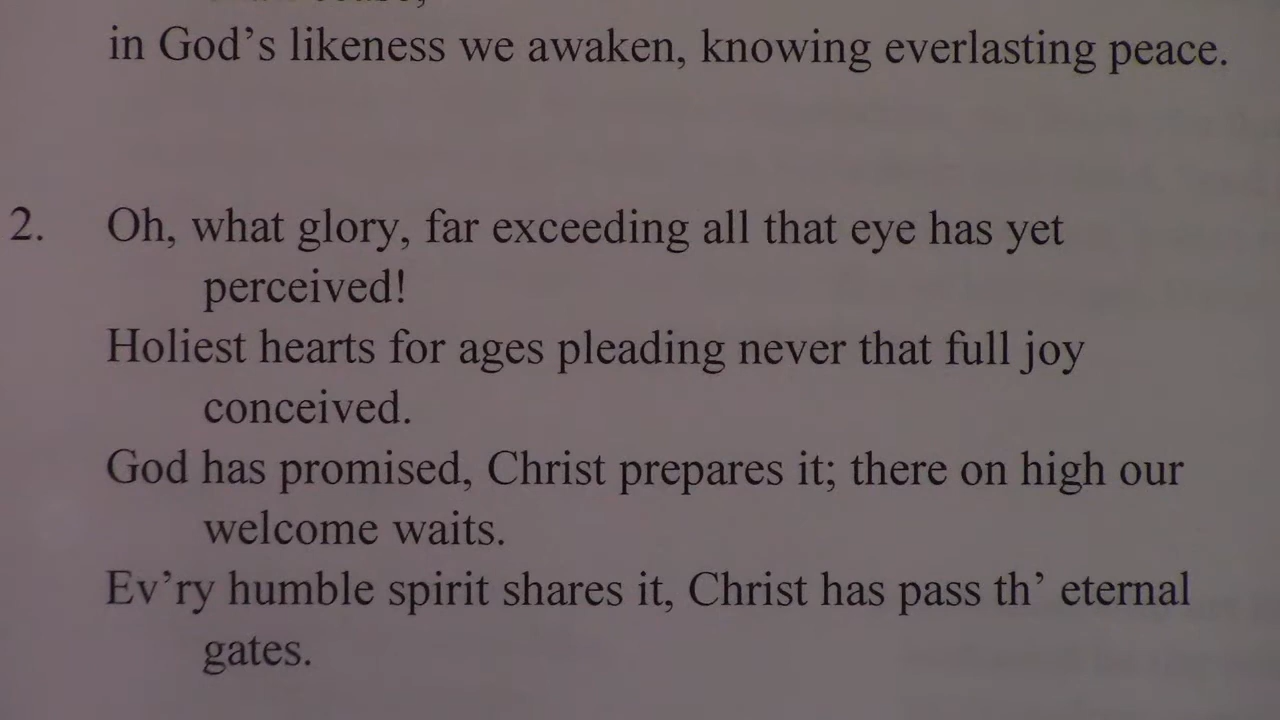 in God’s likeness we awaken, knowing everlasting peace.
2. Oh, what glory, far exceeding all that eye has yet
perceived!
Holiest hearts for ages pleading never that full joy
conceived.
God has promised, Christ prepares it; there on high our
welcome waits.
Ev’ry humble spirit shares it, Christ has pass th’ eternal
gates.